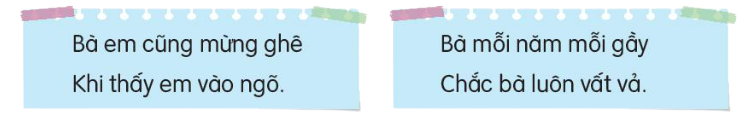 Bà em cũng mừng ghê
Khi thấy em vào ngõ.
Bà mỗi năm mỗi gầy
Chắc bà luôn vất vả.